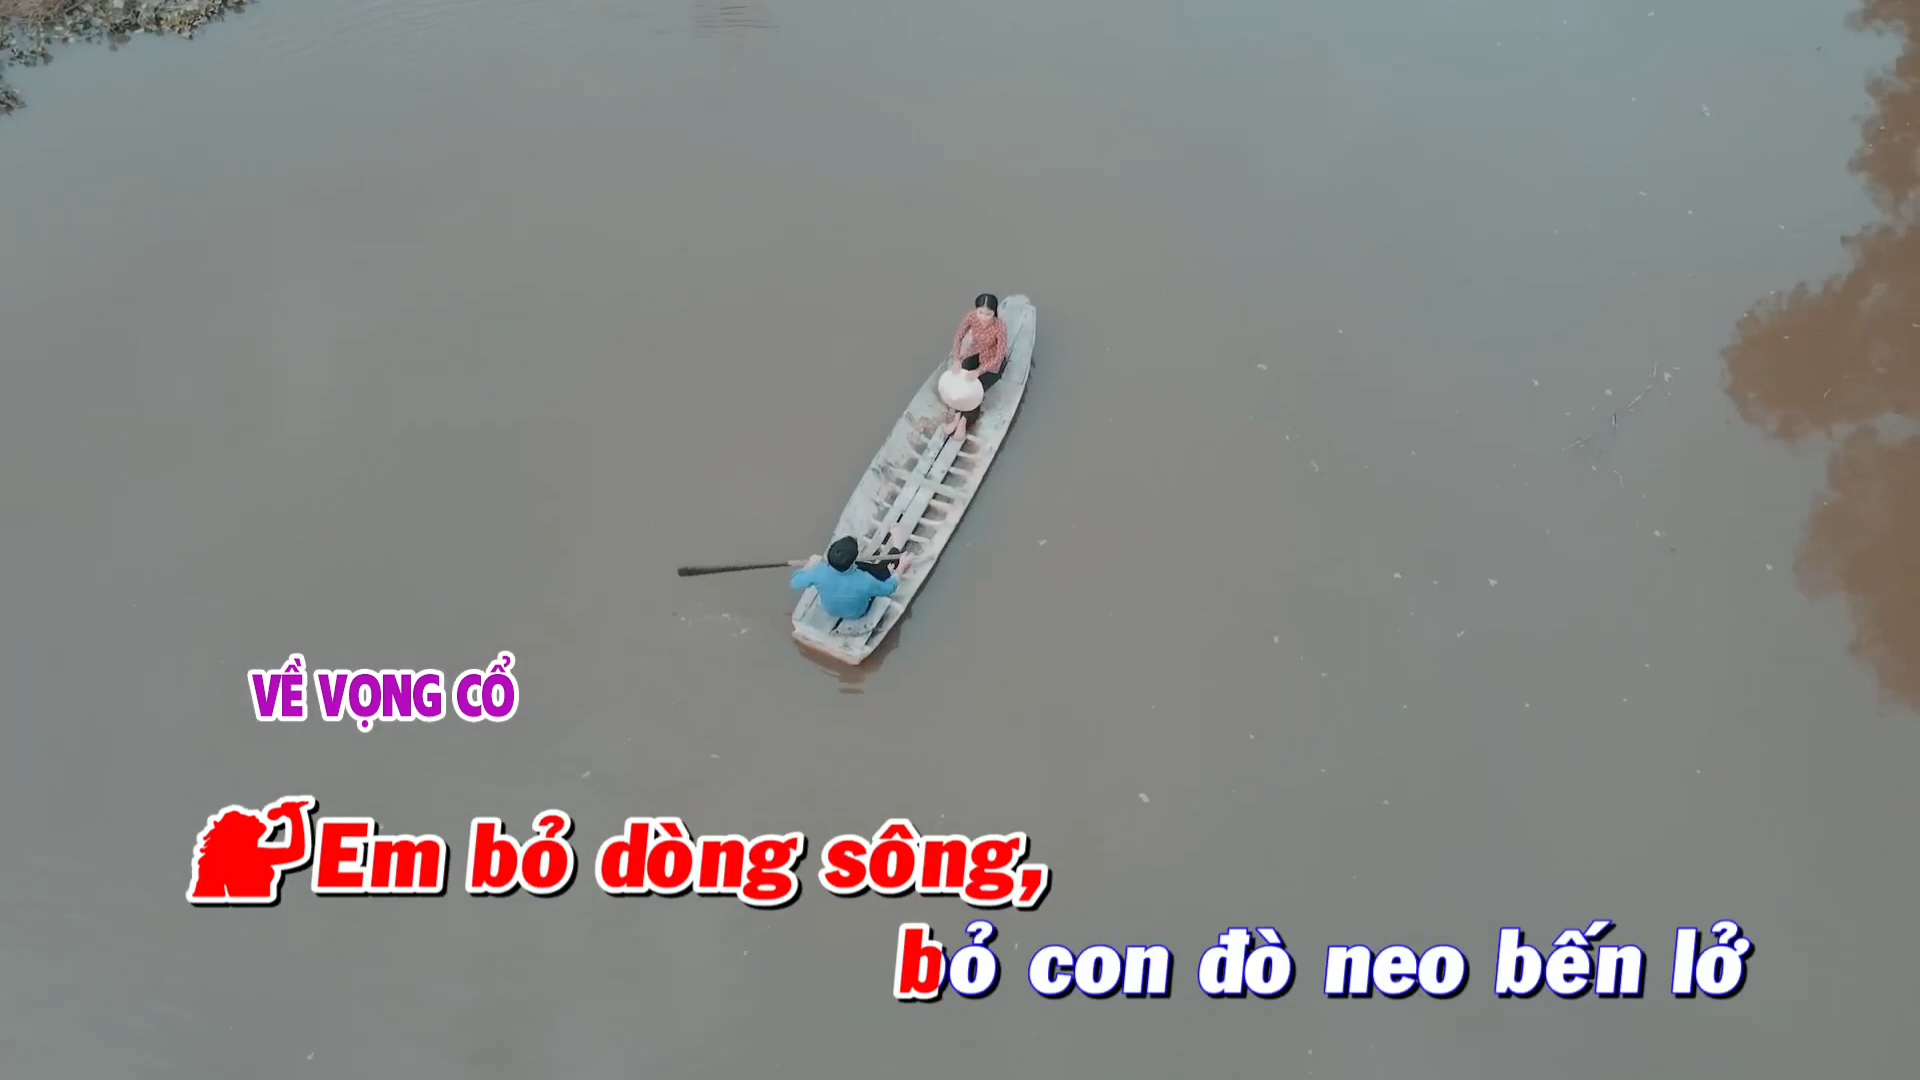 VỀ VỌNG CỔ
Em bỏ dòng sông,
bỏ con đò neo bến lở